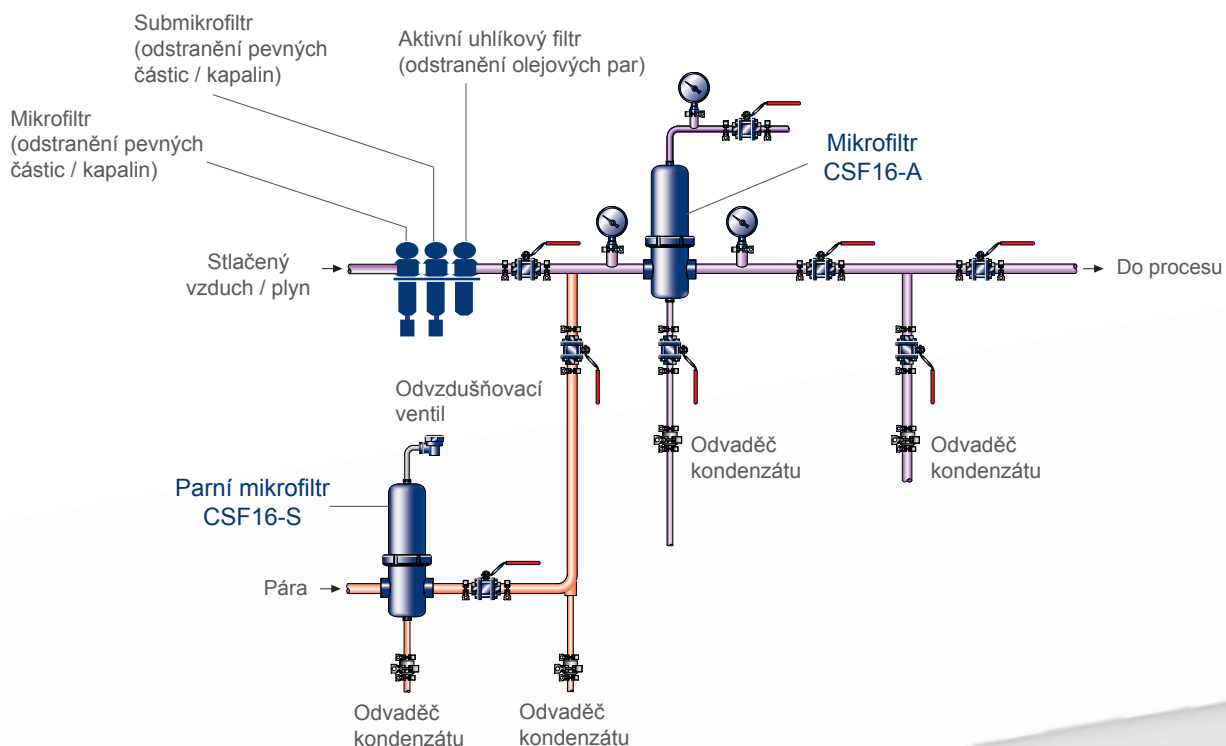 Submikrofiltr
(odstranění pevných
částic / kapalin)
Aktivní uhlíkový filtr
(odstranění olejových par)
Mikrofiltr
(odstranění pevných
částic / kapalin)
Mikrofiltr
CSF16-A
Stlačený
vzduch / plyn
Do procesu
Odvzdušňovací
ventil
Odvaděč
kondenzátu
Odvaděč
kondenzátu
Parní mikrofiltr
CSF16-S
Pára
Odvaděč
kondenzátu
Odvaděč
kondenzátu